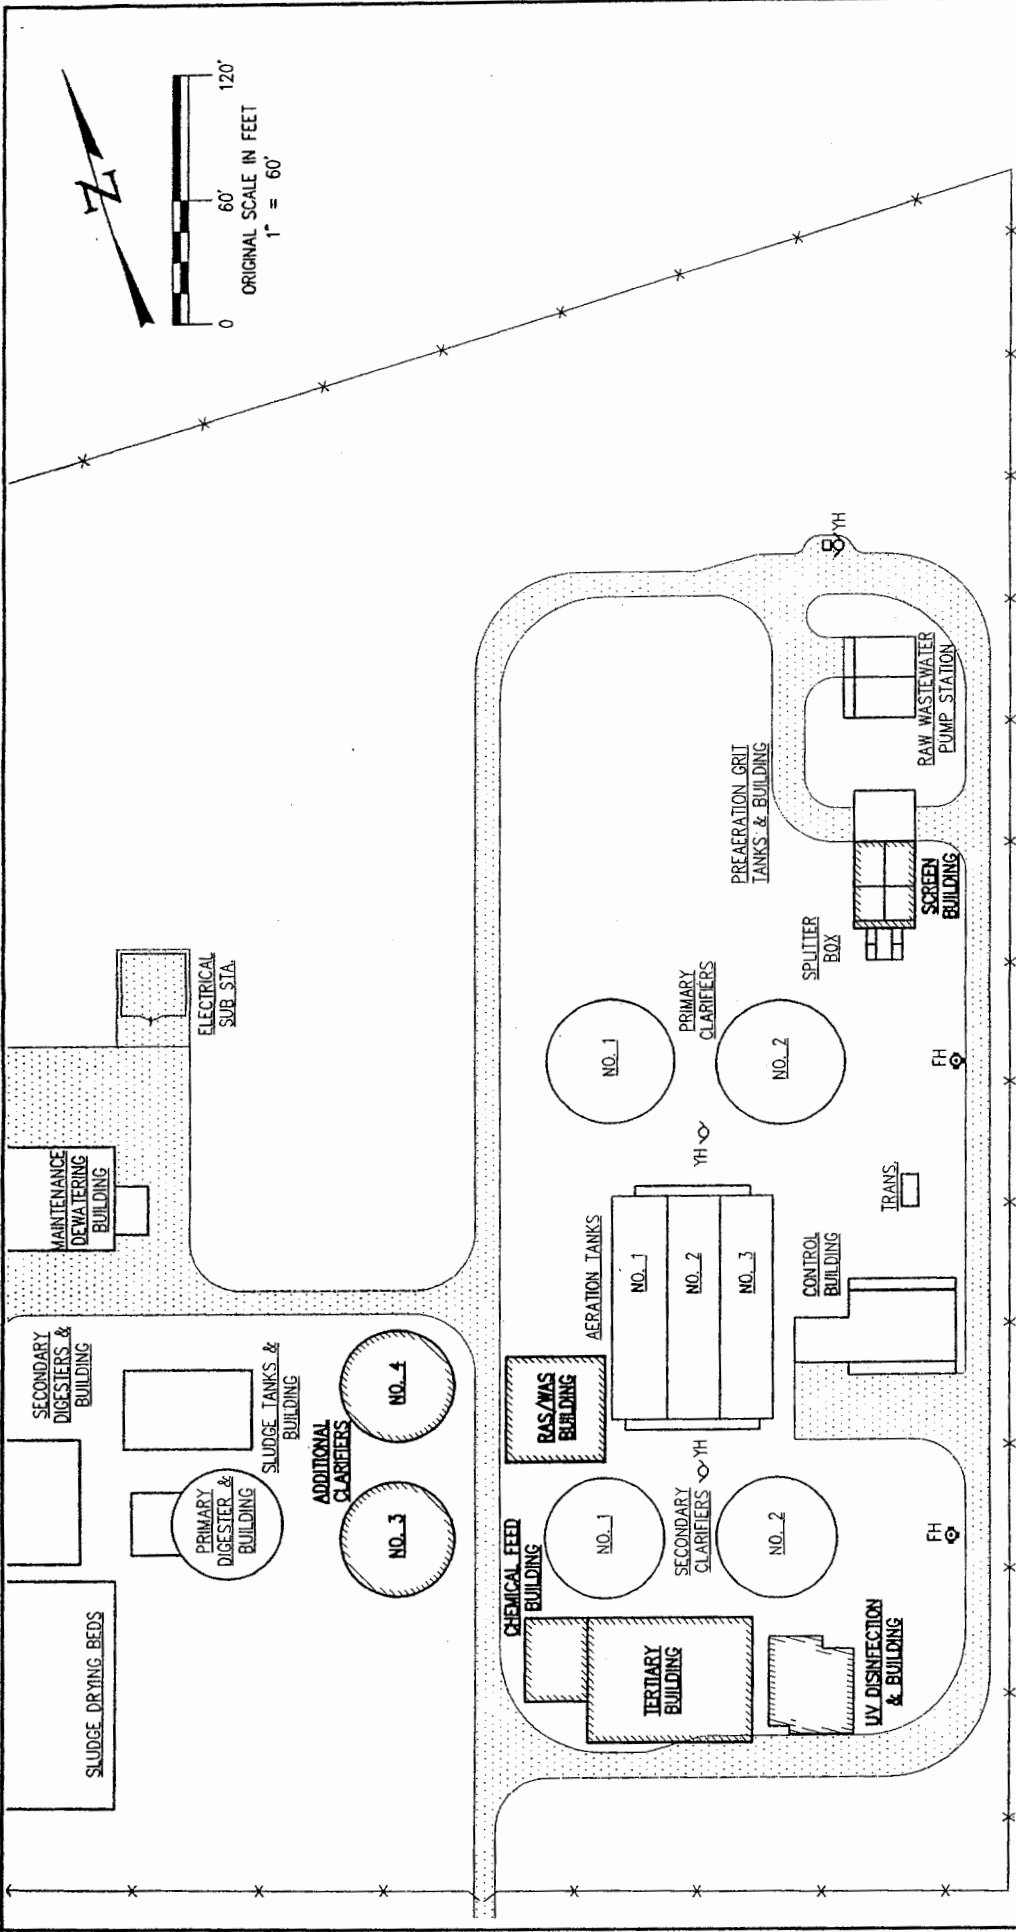 Z
0
60'
120'
ORIGINAL SCALE IN FEET
1" = 60'
ELECTRICAL
SUB STA.
MAINTENANCE
DEWATERING
BUILDING
SECONDARY
DIGESTERS &
BUILDING
SLUDGE TANKS &
BUILDING
PRIMARY
DIGESTER &
BUILDING
SLUDGE DRYING BEDS
ADDITIONAL
CLARIFIERS
NO. 3
NO. 4
CHEMICAL FEED
BUILDING
TERTIARY
BUILDING
UV DISINFECTION
& BUILDING
SECONDARY
CLARIFIERS
NO. 1
NO. 2
YH
RAS/WAS
BUILDING
AERATION TANKS
NO. 1
NO. 2
NO. 3
CONTROL
BUILDING
TRANS.
FH
FH
YH
PRIMARY
CLARIFIERS
NO. 1
NO. 2
SPLITTER
BOX
SCREEN
BUILDING
PREAERATION GRIT
TANKS & BUILDING
RAW WASTEWATER
PUMP STATION
YH